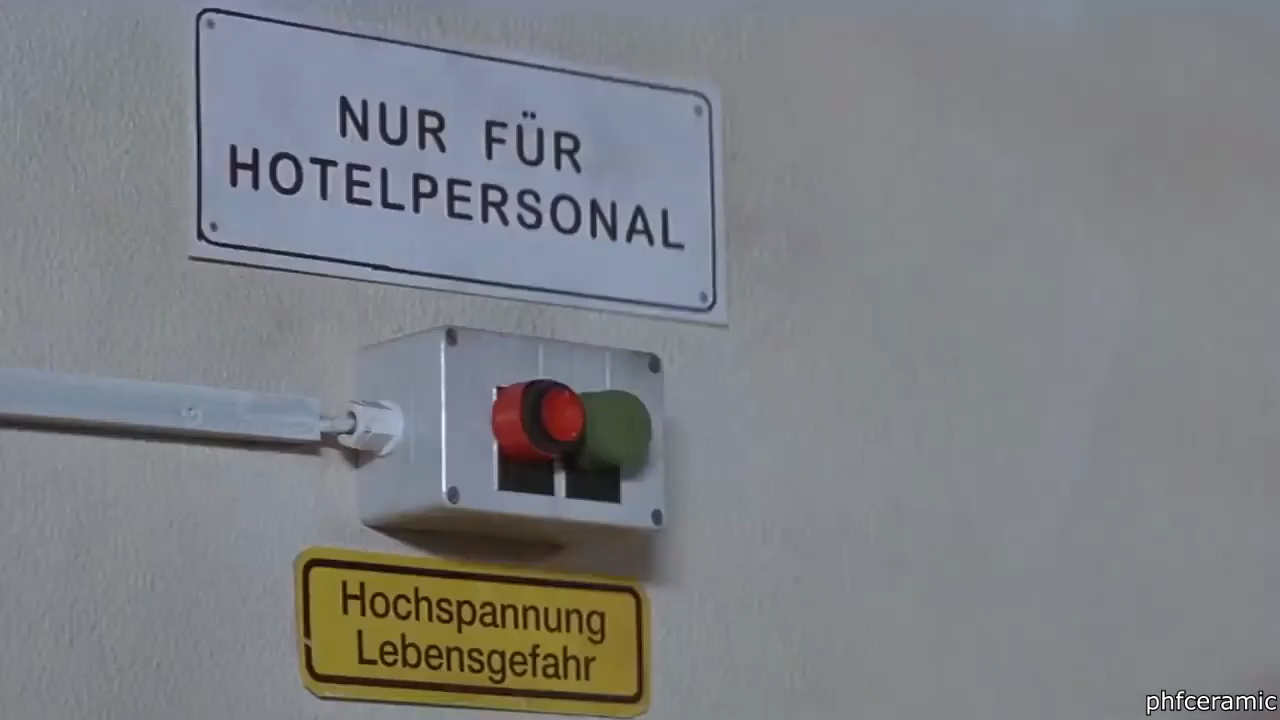 NUR FÜR
HOTELPERSONAL
Hochspannung
Lebensgefahr
phfceramic